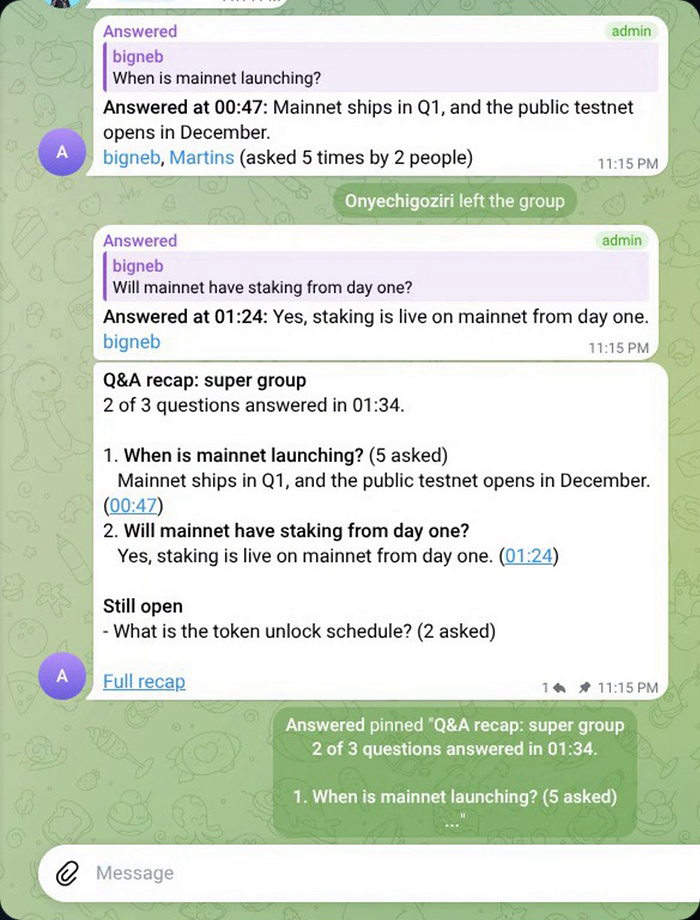 Answered admin
bigneb
When is mainnet launching?
Answered at 00:47: Mainnet ships in Q1, and the public testnet
opens in December.
A
bigneb, Martins (asked 5 times by 2 people) 11:15 PM
Onyechigoziri left the group
Answered admin
bigneb
Will mainnet have staking from day one?
Answered at 01:24: Yes, staking is live on mainnet from day one.
bigneb 11:15 PM
Q&A recap: super group
2 of 3 questions answered in 01:34.
1. When is mainnet launching? (5 asked)
Mainnet ships in Q1, and the public testnet opens in December.
(00:47)
2. Will mainnet have staking from day one?
Yes, staking is live on mainnet from day one. (01:24)
Still open
- What is the token unlock schedule? (2 asked)
A
Full recap 1 11:15 PM
Answered pinned "Q&A recap: super group
2 of 3 questions answered in 01:34.
1. When is mainnet launching? (5 asked)
..."
Message